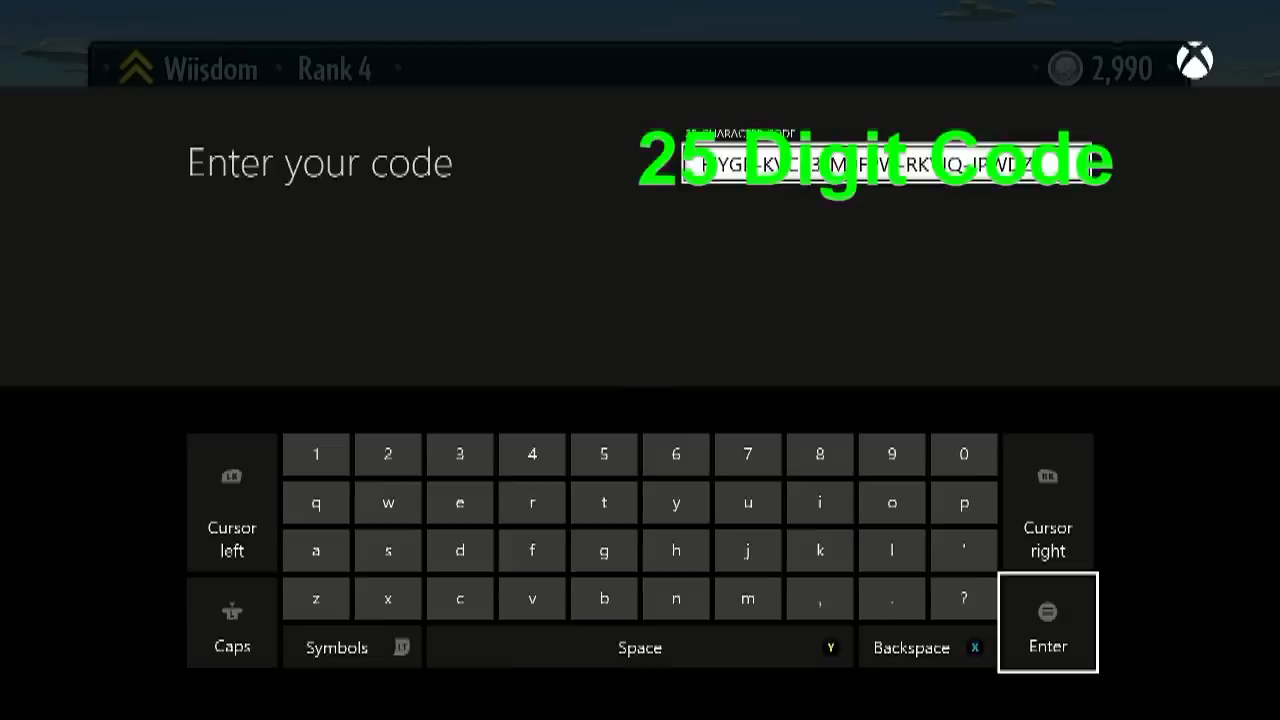 Wiisdom · Rank 4
2,990
Enter your code
25 Digit Code
1 2 3 4 5 6 7 8 9 0
q w e r t y u i o p
Cursor left
a s d f g h j k l '
Cursor right
z x c v b n m , . ?
Caps
Symbols
Space
Y
Backspace
X
Enter